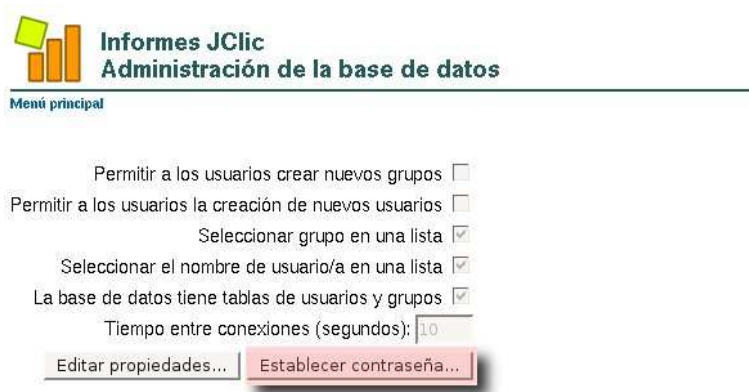 Informes JClic
Administración de la base de datos
Menú principal
Permitir a los usuarios crear nuevos grupos
Permitir a los usuarios la creación de nuevos usuarios
Seleccionar grupo en una lista
Seleccionar el nombre de usuario/a en una lista
La base de datos tiene tablas de usuarios y grupos
Tiempo entre conexiones (segundos): 10
Editar propiedades... Establecer contraseña...